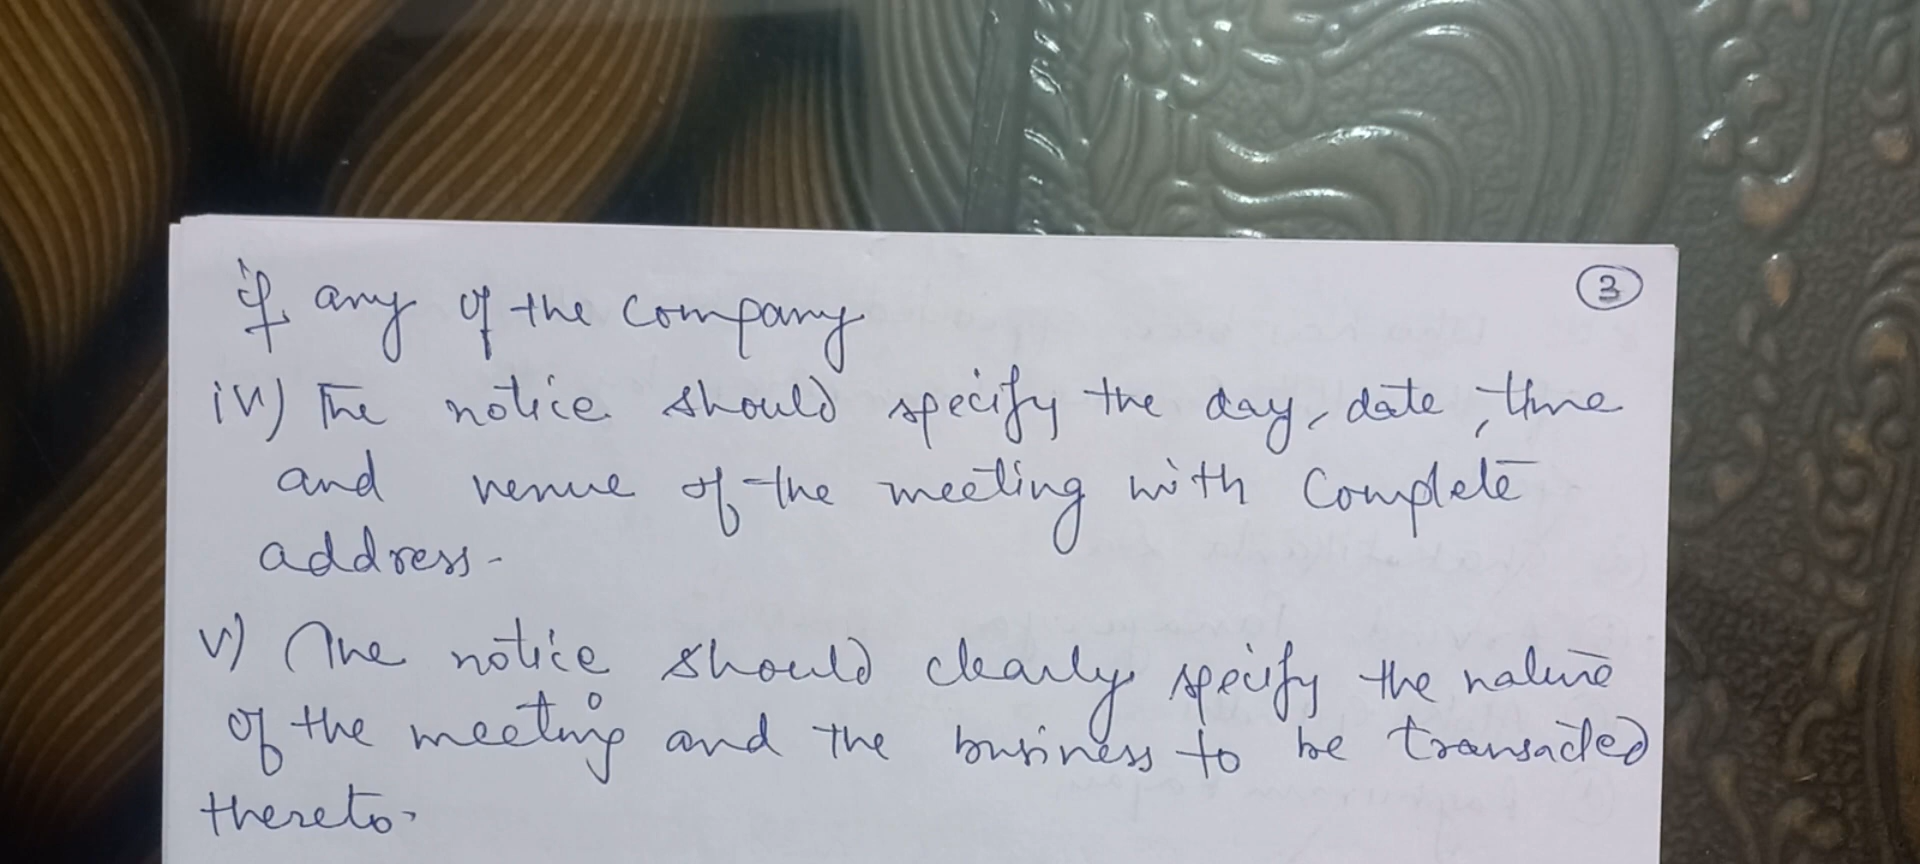 3
if any of the company
iv) The notice should specify the day, date, time
and venue of the meeting with Complete
address.
v) The notice should clearly specify the nature
of the meeting and the business to be transacted
thereto.